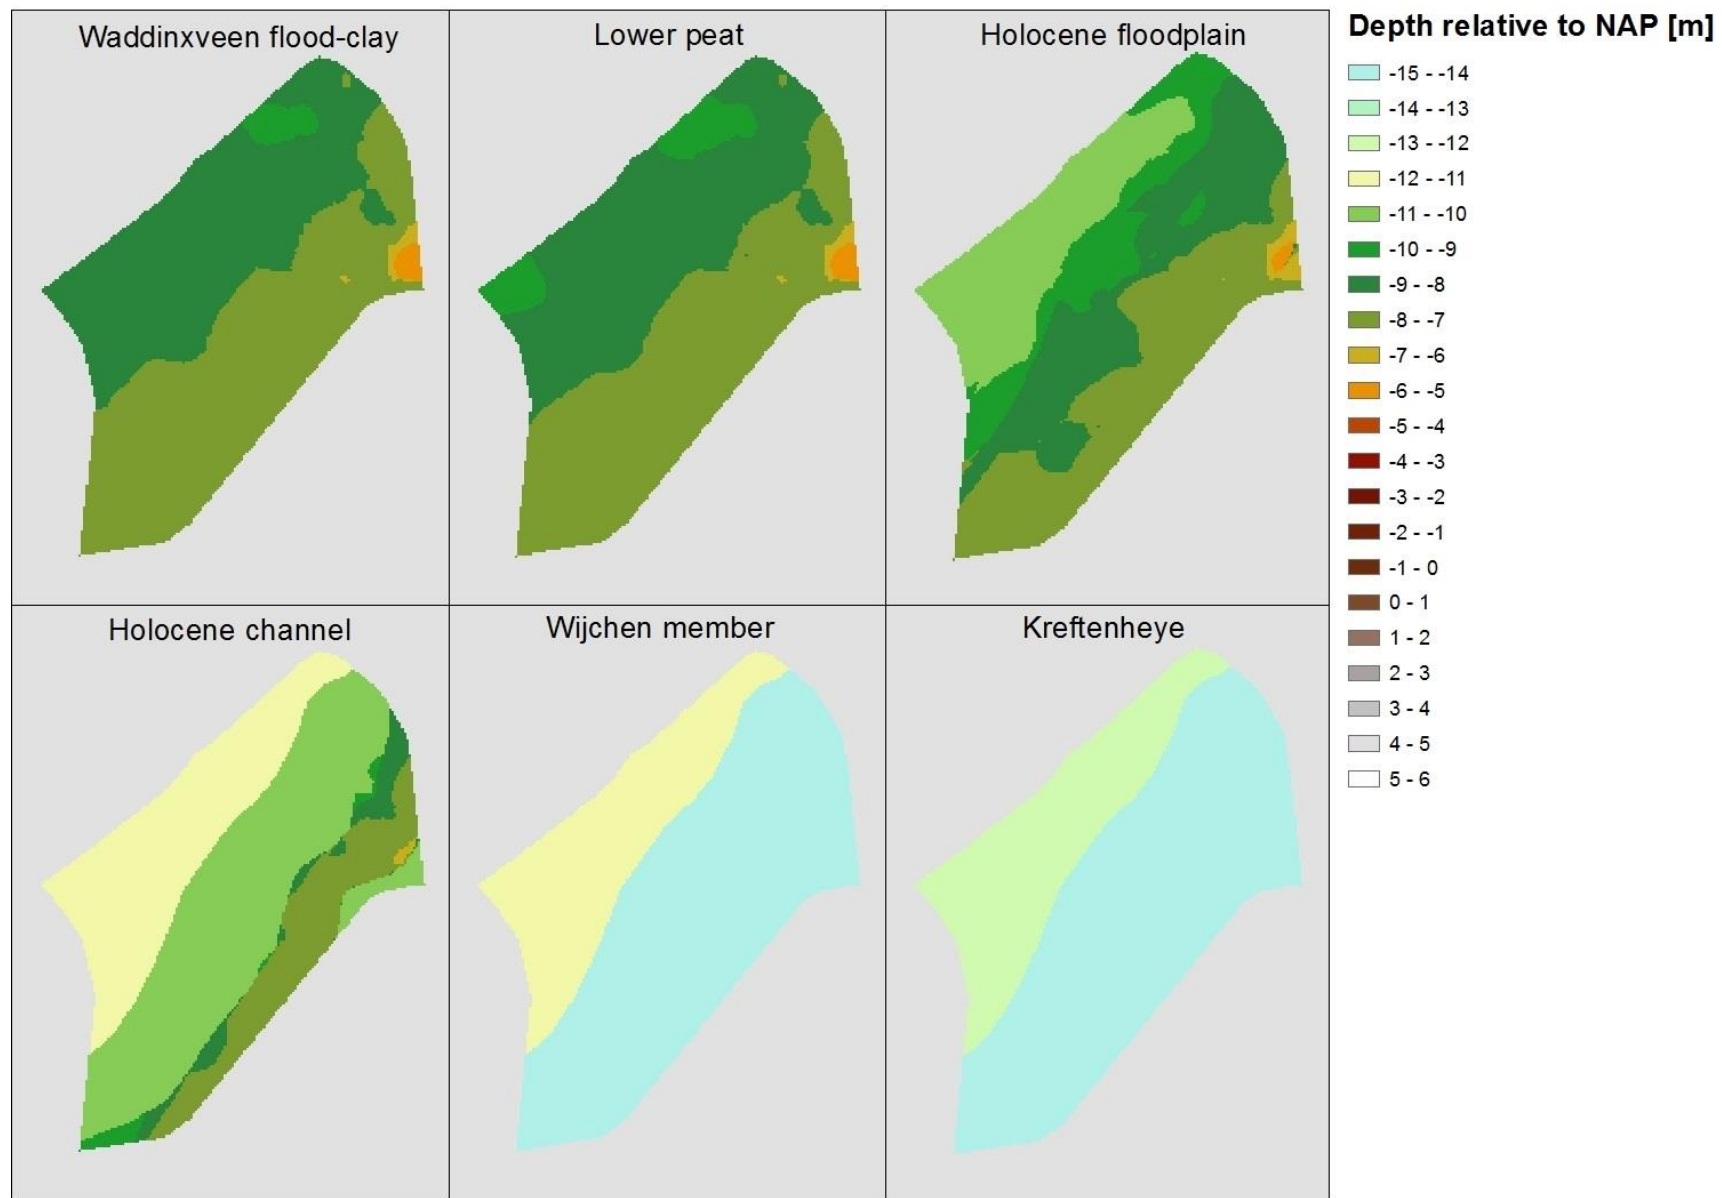 Waddinxveen flood-clay
Lower peat
Holocene floodplain
Holocene channel
Wijchen member
Kreftenheye
Depth relative to NAP [m]
-15 - -14
-14 - -13
-13 - -12
-12 - -11
-11 - -10
-10 - -9
-9 - -8
-8 - -7
-7 - -6
-6 - -5
-5 - -4
-4 - -3
-3 - -2
-2 - -1
-1 - 0
0 - 1
1 - 2
2 - 3
3 - 4
4 - 5
5 - 6